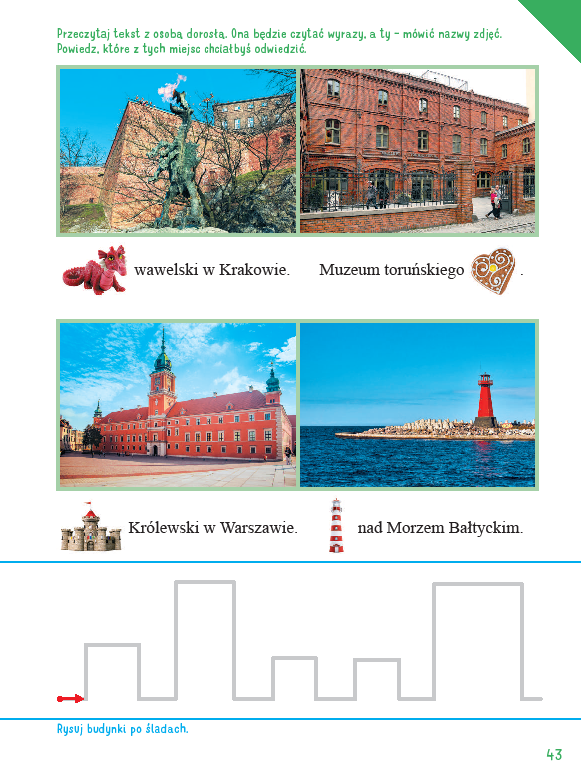 Przeczytaj tekst z osobą dorosłą. Ona będzie czytać wyrazy, a ty – mówić nazwy zdjęć.
Powiedz, które z tych miejsc chciałbyś odwiedzić.
wawelski w Krakowie.
Muzeum toruńskiego .
Królewski w Warszawie.
nad Morzem Bałtyckim.
Rysuj budynki po śladach.
43